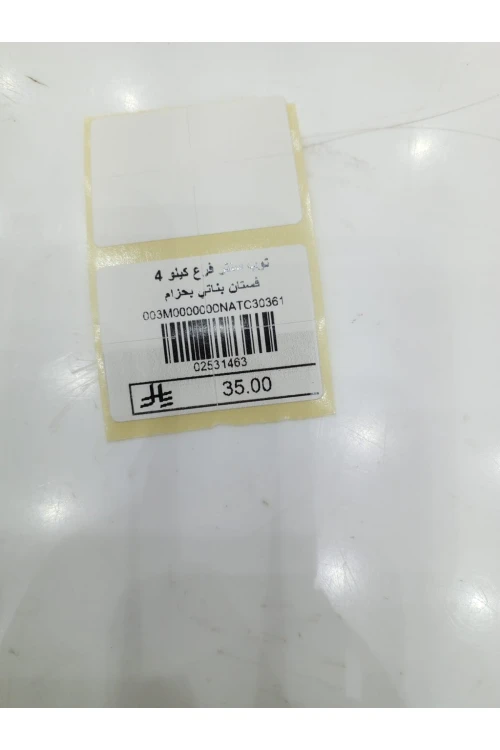 فرع كيلو 4
فستان بناتي بحزام
003M0000000NATC30361
02531463
35.00